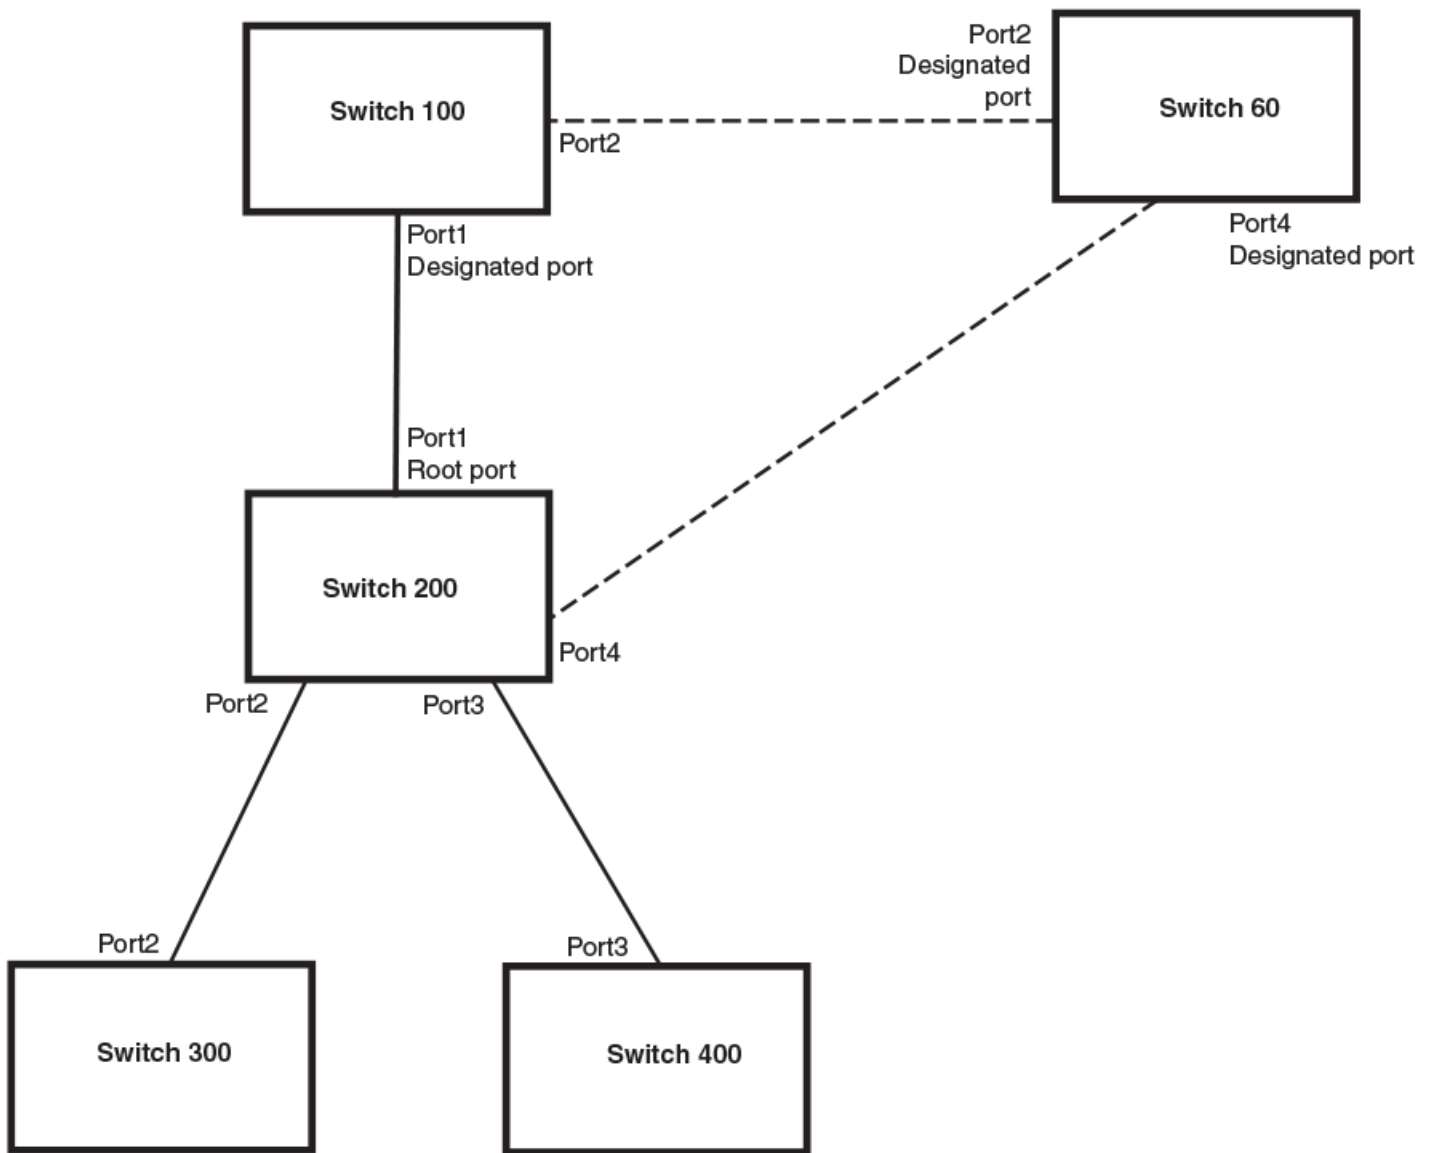 Port2
Designated
port
Switch 100
Switch 60
Port2
Port1
Designated port
Port4
Designated port
Port1
Root port
Switch 200
Port4
Port2
Port3
Port2
Port3
Switch 300
Switch 400